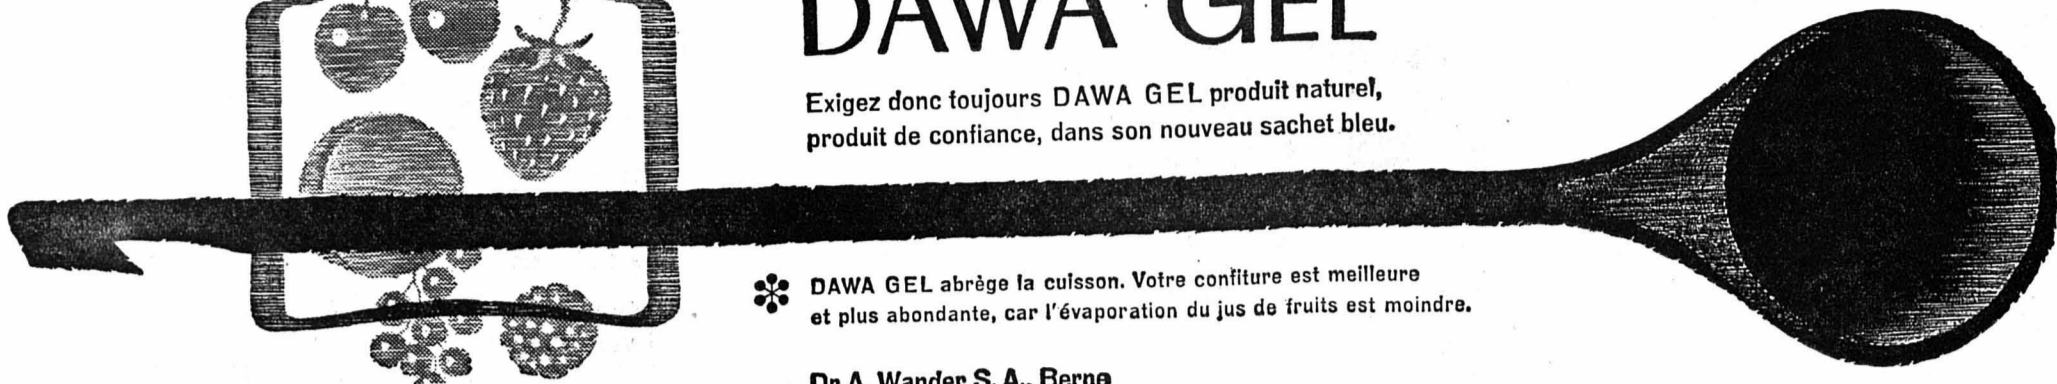 DAWA GEL
Exigez donc toujours DAWA GEL produit naturel,
produit de confiance, dans son nouveau sachet bleu.
DAWA GEL abrège la cuisson. Votre confiture est meilleure
et plus abondante, car l'évaporation du jus de fruits est moindre.
Dr A. Wander S. A., Berne